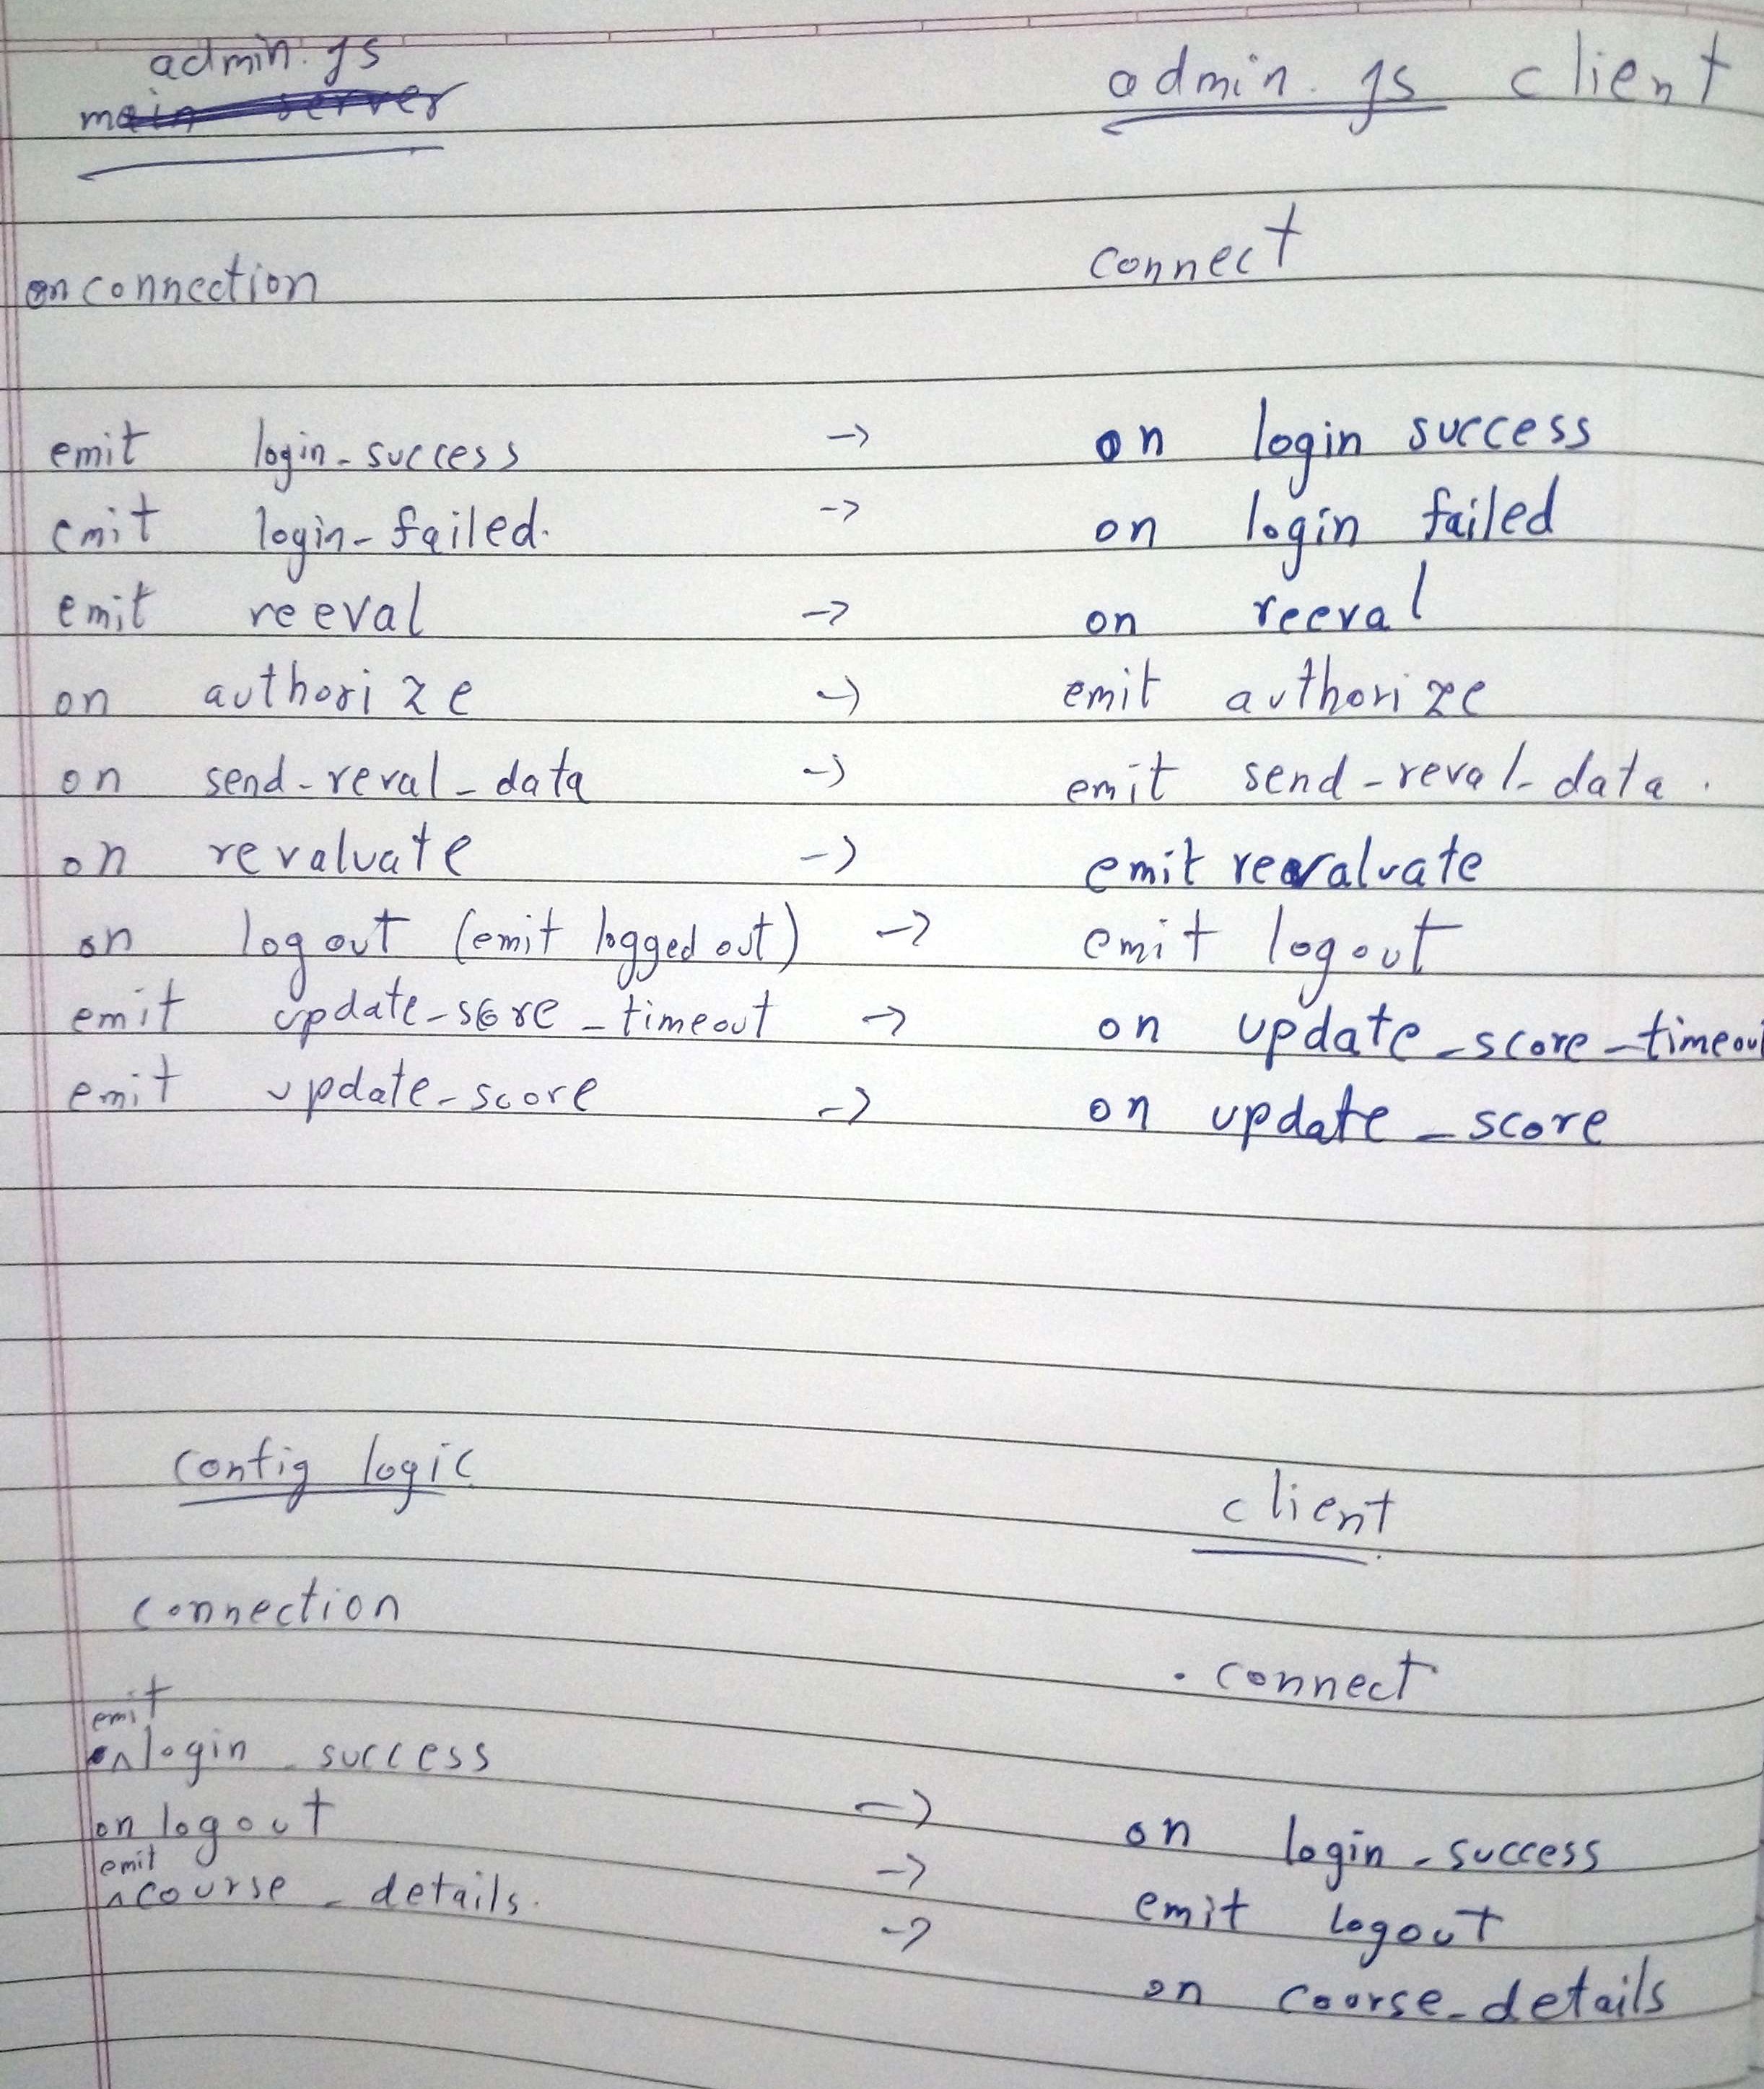 admin.js
main server
admin.js client
on connection
connect
emit login-success -> on login success
emit login-failed. -> on login failed
emit reeval -> on reeval
on authorize -> emit authorize
on send-reval-data -> emit send-reval-data.
on revaluate -> emit revaluate
on logout (emit logged out) -> emit logout
emit update-score-timeout -> on update-score-timeout
emit update-score -> on update-score
config logic
client
connection
. connect
emit
on login-success -> on login-success
on logout -> emit logout
emit
course-details. -> on course-details